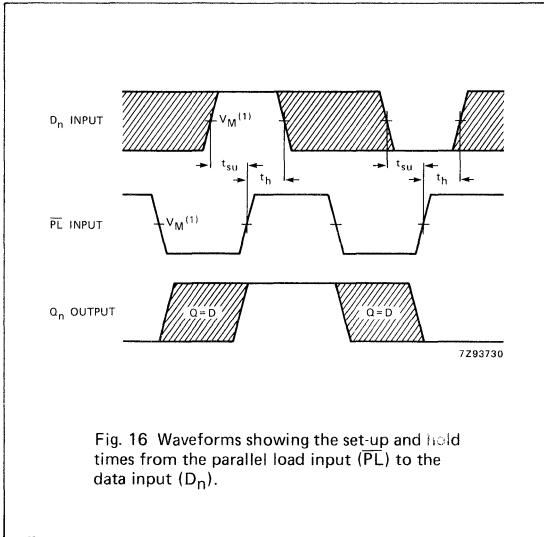 Dn INPUT
VM(1)
tsu
th
tsu
th
PL INPUT
VM(1)
Qn OUTPUT
Q=D
Q=D
7Z93730
Fig. 16 Waveforms showing the set-up and hold
times from the parallel load input (PL) to the
data input (Dn).